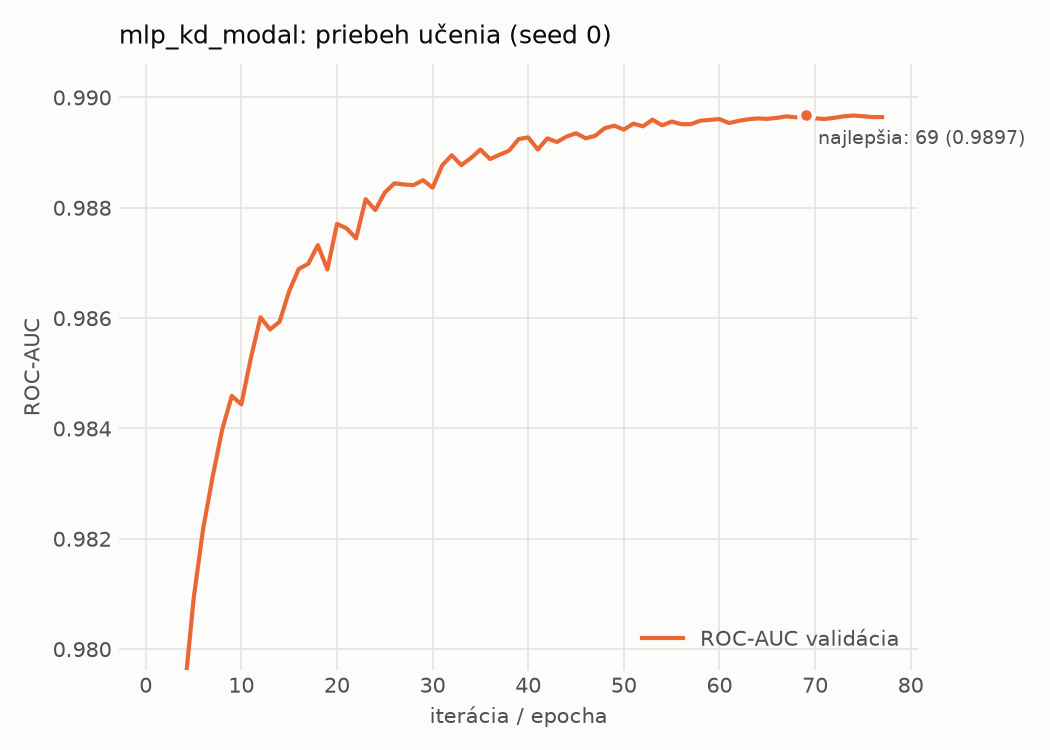 mlp_kd_modal: priebeh učenia (seed 0)
0.990
0.988
0.986
0.984
0.982
0.980
ROC-AUC
najlepšia: 69 (0.9897)
ROC-AUC validácia
0 10 20 30 40 50 60 70 80
iterácia / epocha